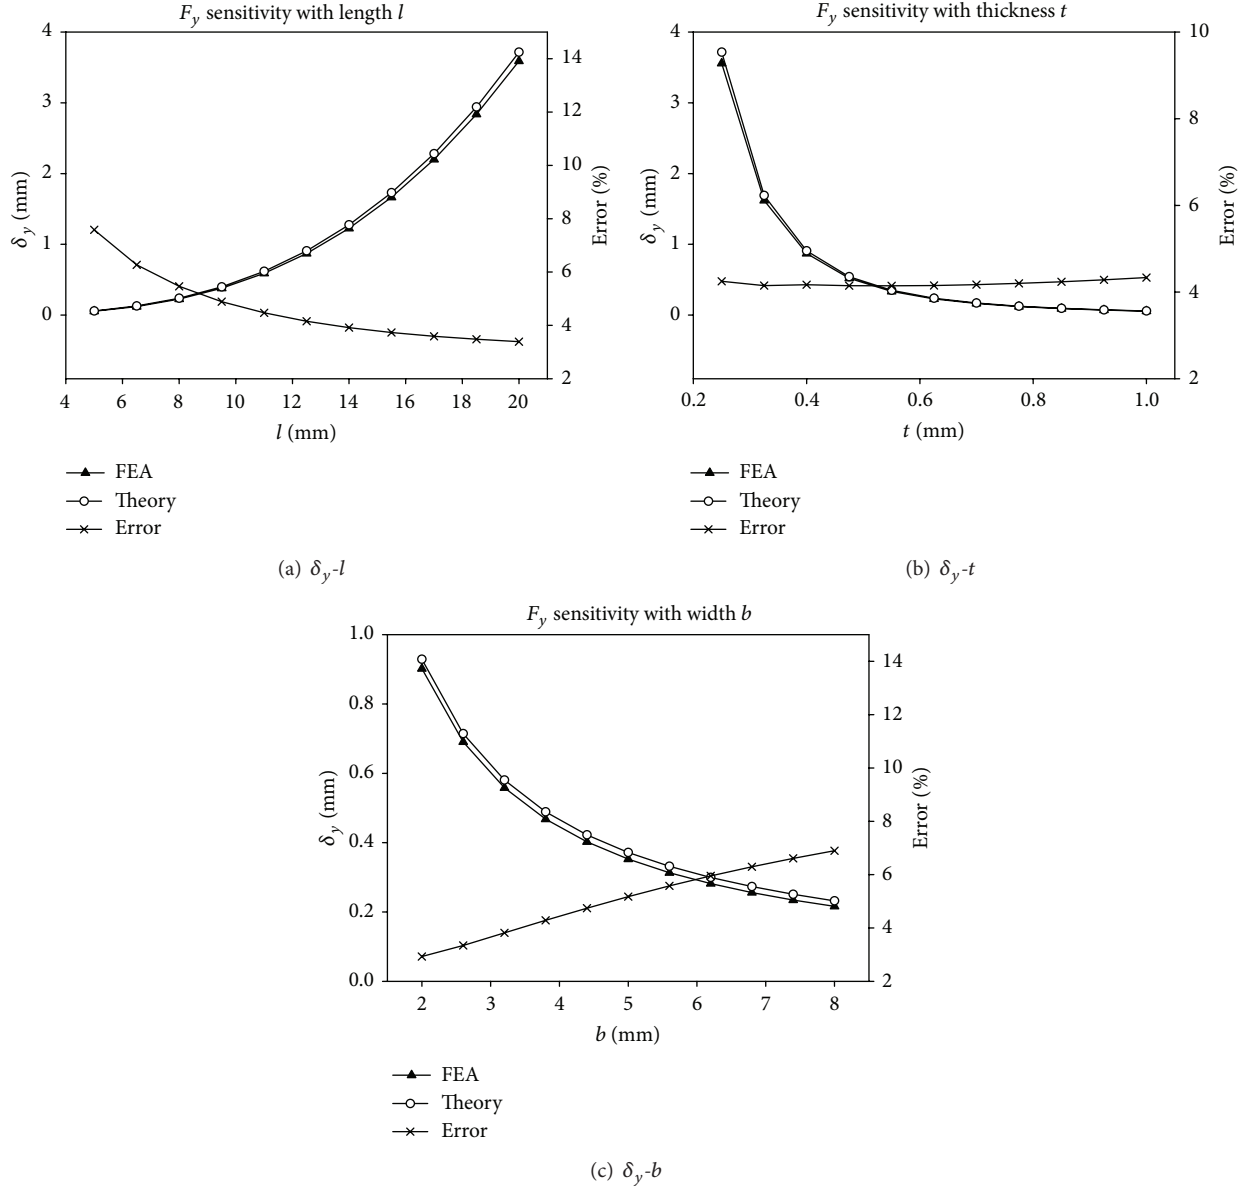 F_y sensitivity with length l
4
3
2
1
0
δ_y (mm)
14
12
10
8
6
4
2
Error (%)
4 6 8 10 12 14 16 18 20
l (mm)
FEA
Theory
Error
(a) δ_y-l
F_y sensitivity with thickness t
4
3
2
1
0
δ_y (mm)
10
8
6
4
2
Error (%)
0.2 0.4 0.6 0.8 1.0
t (mm)
FEA
Theory
Error
(b) δ_y-t
F_y sensitivity with width b
1.0
0.8
0.6
0.4
0.2
0.0
δ_y (mm)
14
12
10
8
6
4
2
Error (%)
2 3 4 5 6 7 8
b (mm)
FEA
Theory
Error
(c) δ_y-b